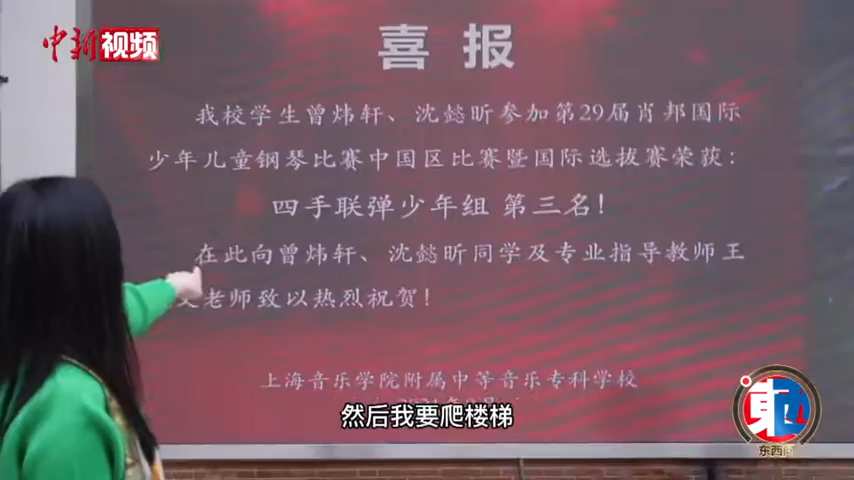 中新视频
喜报
我校学生曾炜轩、沈懿昕参加第29届肖邦国际
少年儿童钢琴比赛中国区比赛暨国际选拔赛荣获：
四手联弹少年组 第三名！
在此向曾炜轩、沈懿昕同学及专业指导教师王
老师致以热烈祝贺！
上海音乐学院附属中等音乐专科学校
然后我要爬楼梯
东西问